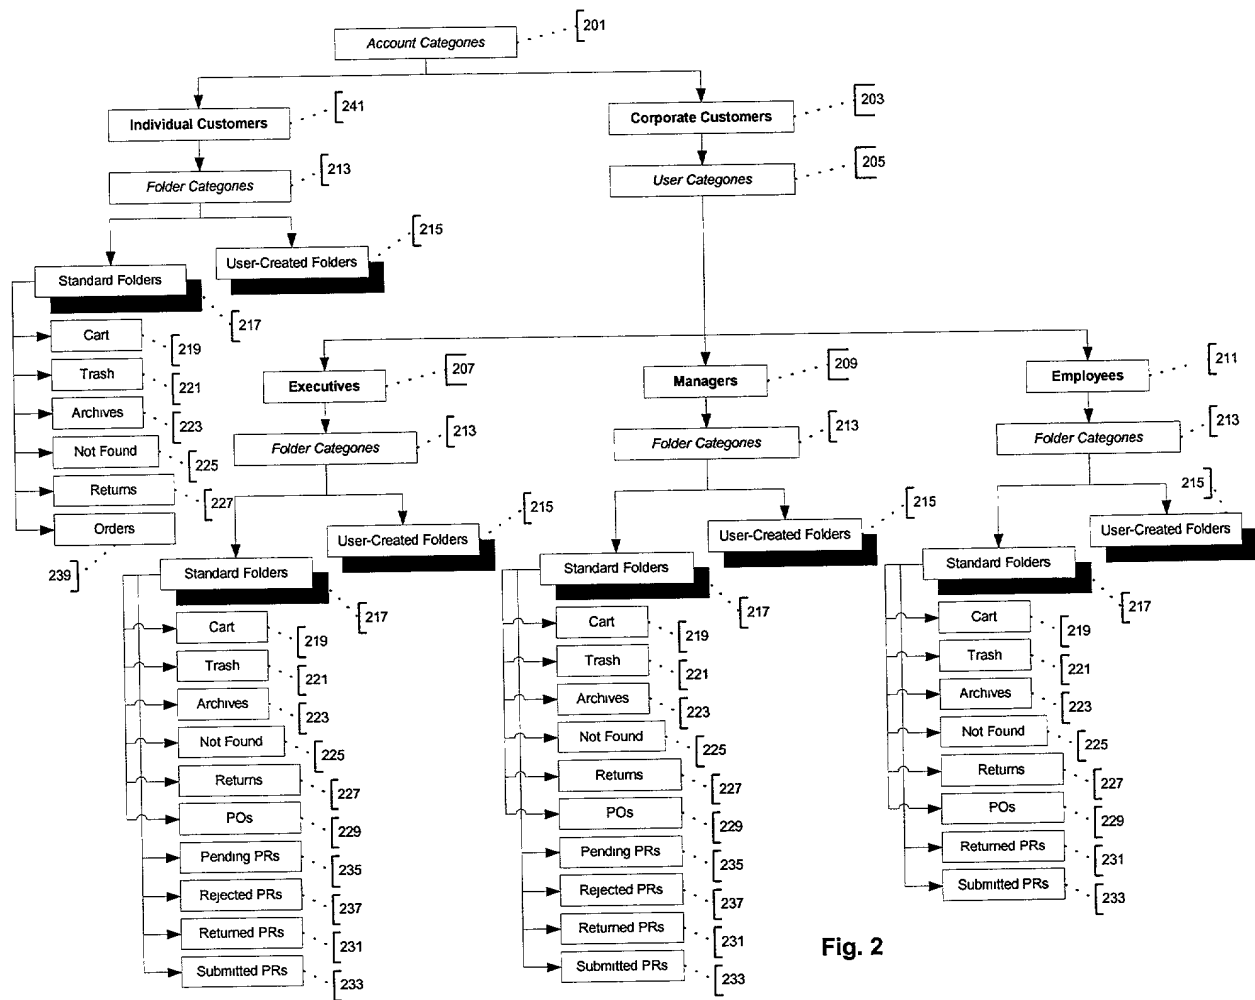 201
Account Categones
241
203
Individual Customers
Corporate Customers
213
205
Folder Categones
User Categones
215
User-Created Folders
Standard Folders
217
Cart
219
Trash
221
Archives
223
Not Found
225
Returns
227
Orders
239
207
Executives
209
Managers
211
Employees
213
Folder Categones
213
Folder Categones
213
Folder Categones
215
User-Created Folders
Standard Folders
217
Cart
219
Trash
221
Archives
223
Not Found
225
Returns
227
POs
229
Pending PRs
235
Rejected PRs
237
Returned PRs
231
Submitted PRs
233
215
User-Created Folders
Standard Folders
217
Cart
219
Trash
221
Archives
223
Not Found
225
Returns
227
POs
229
Pending PRs
235
Rejected PRs
237
Returned PRs
231
Submitted PRs
233
215
User-Created Folders
Standard Folders
217
Cart
219
Trash
221
Archives
223
Not Found
225
Returns
227
POs
229
Returned PRs
231
Submitted PRs
233
Fig. 2